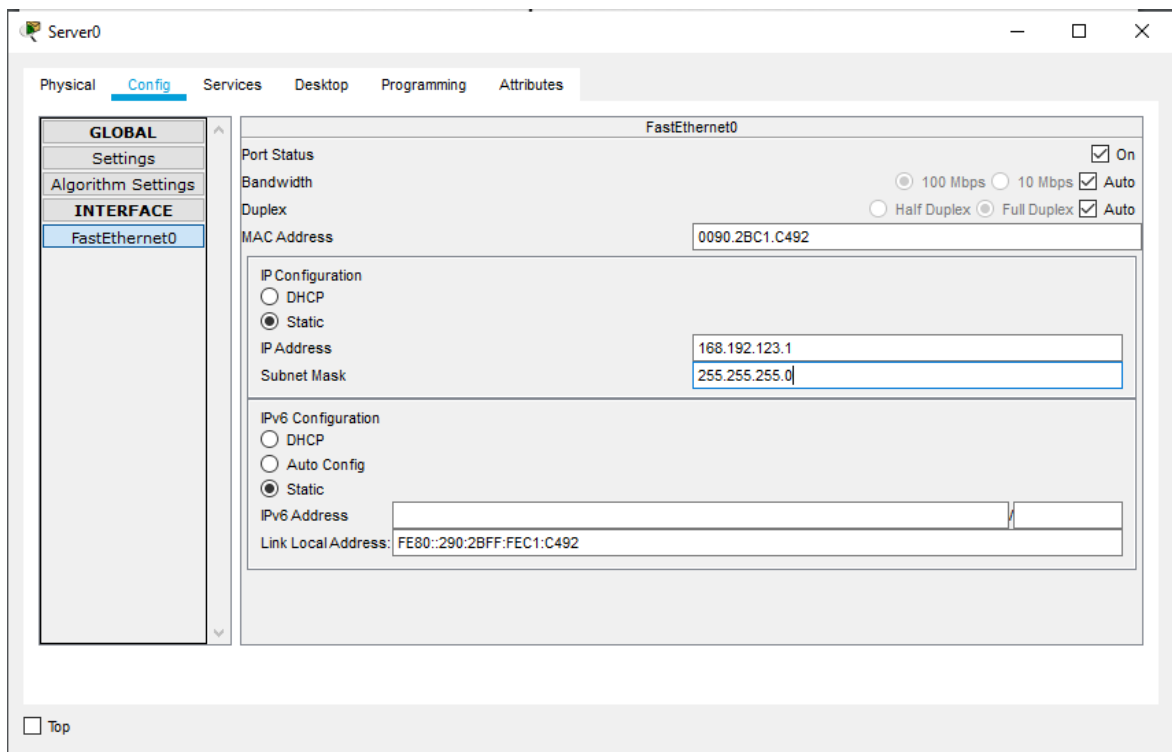 Server0
Physical Config Services Desktop Programming Attributes
GLOBAL
Settings
Algorithm Settings
INTERFACE
FastEthernet0
FastEthernet0
Port Status On
Bandwidth 100 Mbps 10 Mbps Auto
Duplex Half Duplex Full Duplex Auto
MAC Address 0090.2BC1.C492
IP Configuration
DHCP
Static
IP Address 168.192.123.1
Subnet Mask 255.255.255.0
IPv6 Configuration
DHCP
Auto Config
Static
IPv6 Address /
Link Local Address: FE80::290:2BFF:FEC1:C492
Top